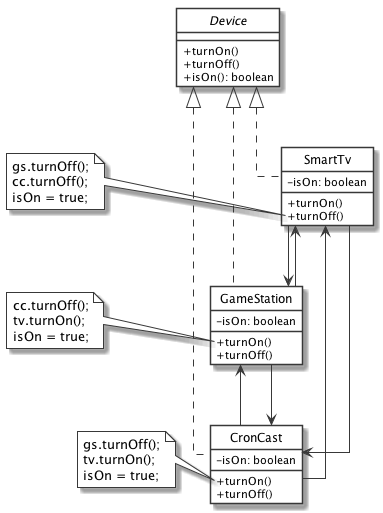 Device
+turnOn()
+turnOff()
+isOn(): boolean
SmartTv
-isOn: boolean
+turnOn()
+turnOff()
gs.turnOff();
cc.turnOff();
isOn = true;
GameStation
-isOn: boolean
+turnOn()
+turnOff()
cc.turnOff();
tv.turnOn();
isOn = true;
CronCast
-isOn: boolean
+turnOn()
+turnOff()
gs.turnOff();
tv.turnOn();
isOn = true;